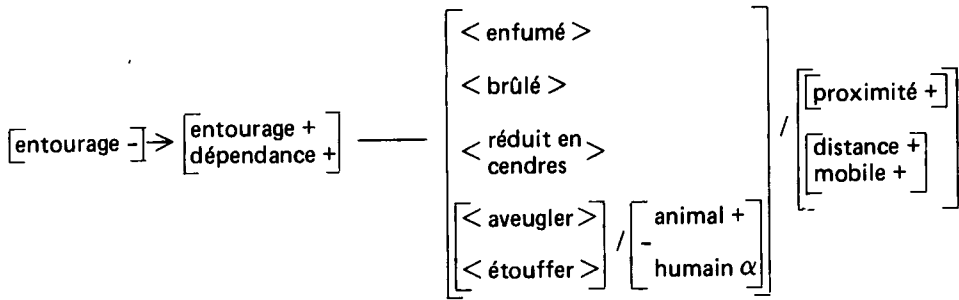 [entourage -] → [entourage +
dépendance +] —— [< enfumé >
< brûlé >
< réduit en
cendres >
[< aveugler >
< étouffer >] / [animal +
-
humain α]] / [[proximité +]
[distance +
mobile +]]